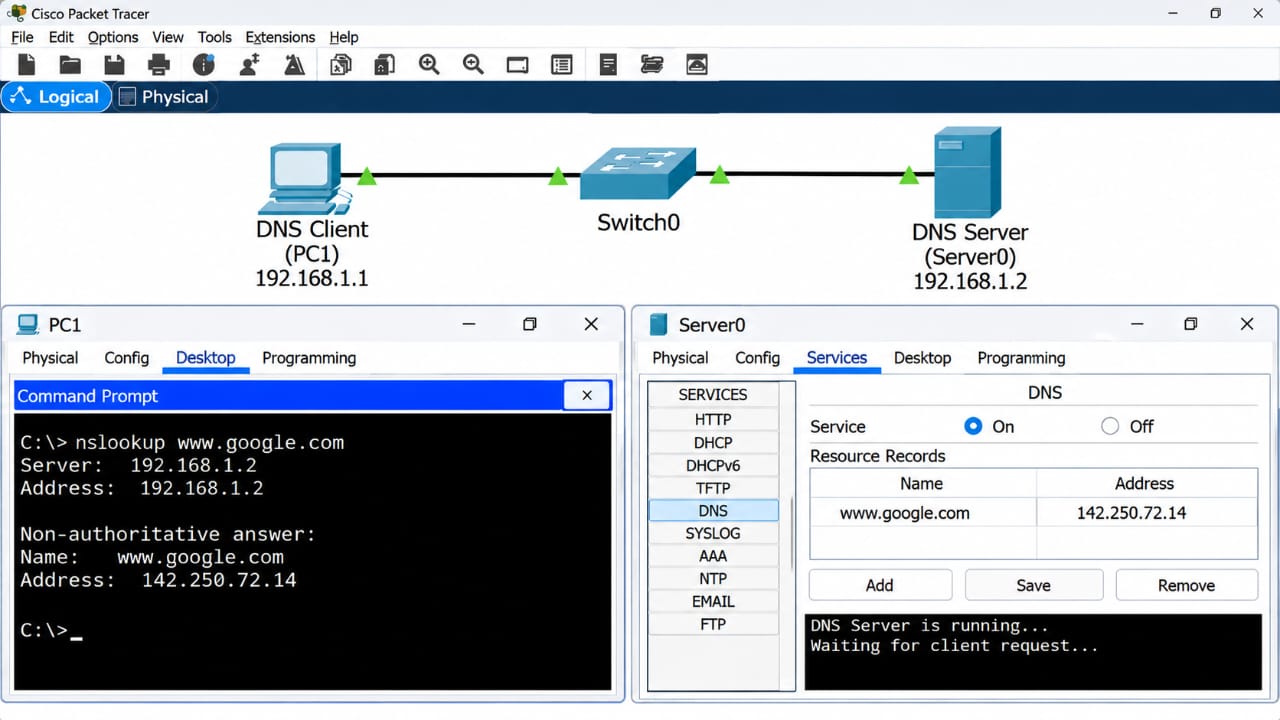 Cisco Packet Tracer
File Edit Options View Tools Extensions Help
Logical Physical
DNS Client
(PC1)
192.168.1.1
Switch0
DNS Server
(Server0)
192.168.1.2
PC1
Physical Config Desktop Programming
Command Prompt
C:\> nslookup www.google.com
Server: 192.168.1.2
Address: 192.168.1.2
Non-authoritative answer:
Name: www.google.com
Address: 142.250.72.14
C:\>_
Server0
Physical Config Services Desktop Programming
SERVICES
HTTP
DHCP
DHCPv6
TFTP
DNS
SYSLOG
AAA
NTP
EMAIL
FTP
DNS
Service On Off
Resource Records
Name Address
www.google.com 142.250.72.14
Add Save Remove
DNS Server is running...
Waiting for client request...